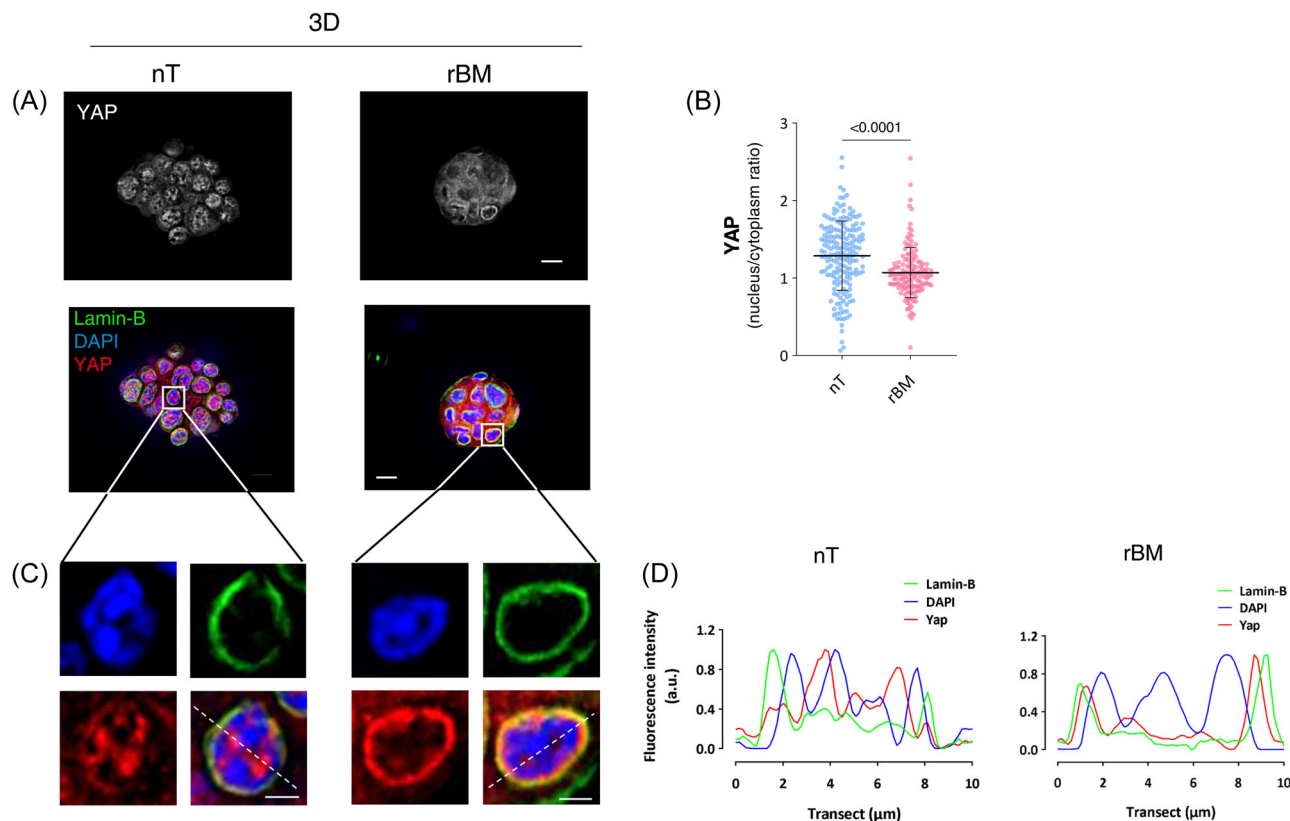 3D
nT
rBM
(A)
YAP
Lamin-B
DAPI
YAP
(B)
3
2
1
0
YAP
(nucleus/cytoplasm ratio)
<0.0001
nT
rBM
(C)
(D)
nT
Lamin-B
DAPI
Yap
Fluorescence intensity
(a.u.)
1.2
0.8
0.4
0.0
0 2 4 6 8 10
Transect (µm)
rBM
Lamin-B
DAPI
Yap
1.2
0.8
0.4
0.0
0 2 4 6 8 10
Transect (µm)